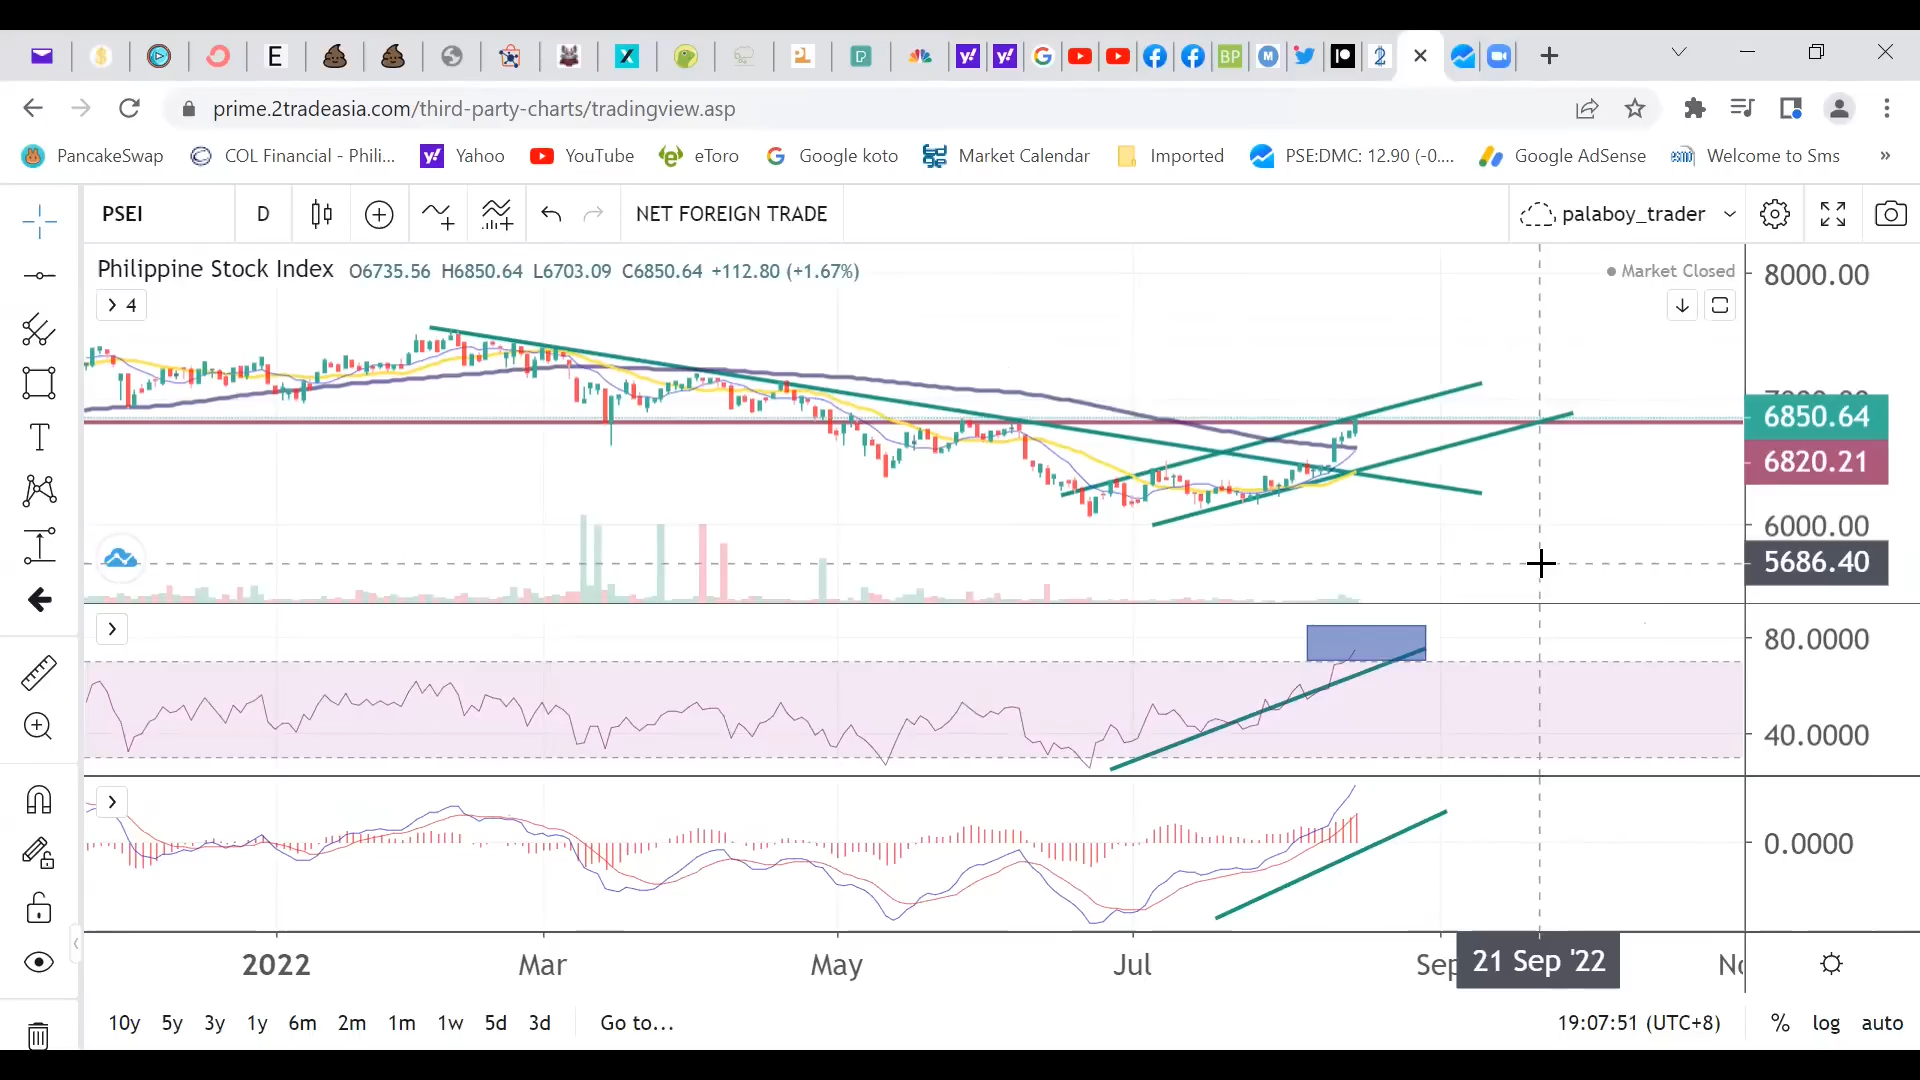 E
X
P
BP
M
2
prime.2tradeasia.com/third-party-charts/tradingview.asp
PancakeSwap COL Financial - Phili... Yahoo YouTube eToro Google koto Market Calendar Imported PSE:DMC: 12.90 (-0.... Google AdSense Welcome to Sms »
PSEI D NET FOREIGN TRADE palaboy_trader
Philippine Stock Index O6735.56 H6850.64 L6703.09 C6850.64 +112.80 (+1.67%) Market Closed
4
8000.00
6850.64
6820.21
6000.00
5686.40
80.0000
40.0000
0.0000
2022 Mar May Jul Sep 21 Sep '22
10y 5y 3y 1y 6m 2m 1m 1w 5d 3d Go to... 19:07:51 (UTC+8) % log auto